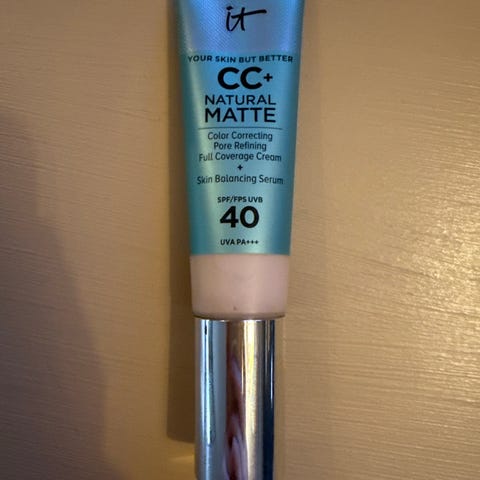 it
YOUR SKIN BUT BETTER
CC+
NATURAL
MATTE
Color Correcting
Pore Refining
Full Coverage Cream
+
Skin Balancing Serum
SPF/FPS UVB
40
UVA PA+++